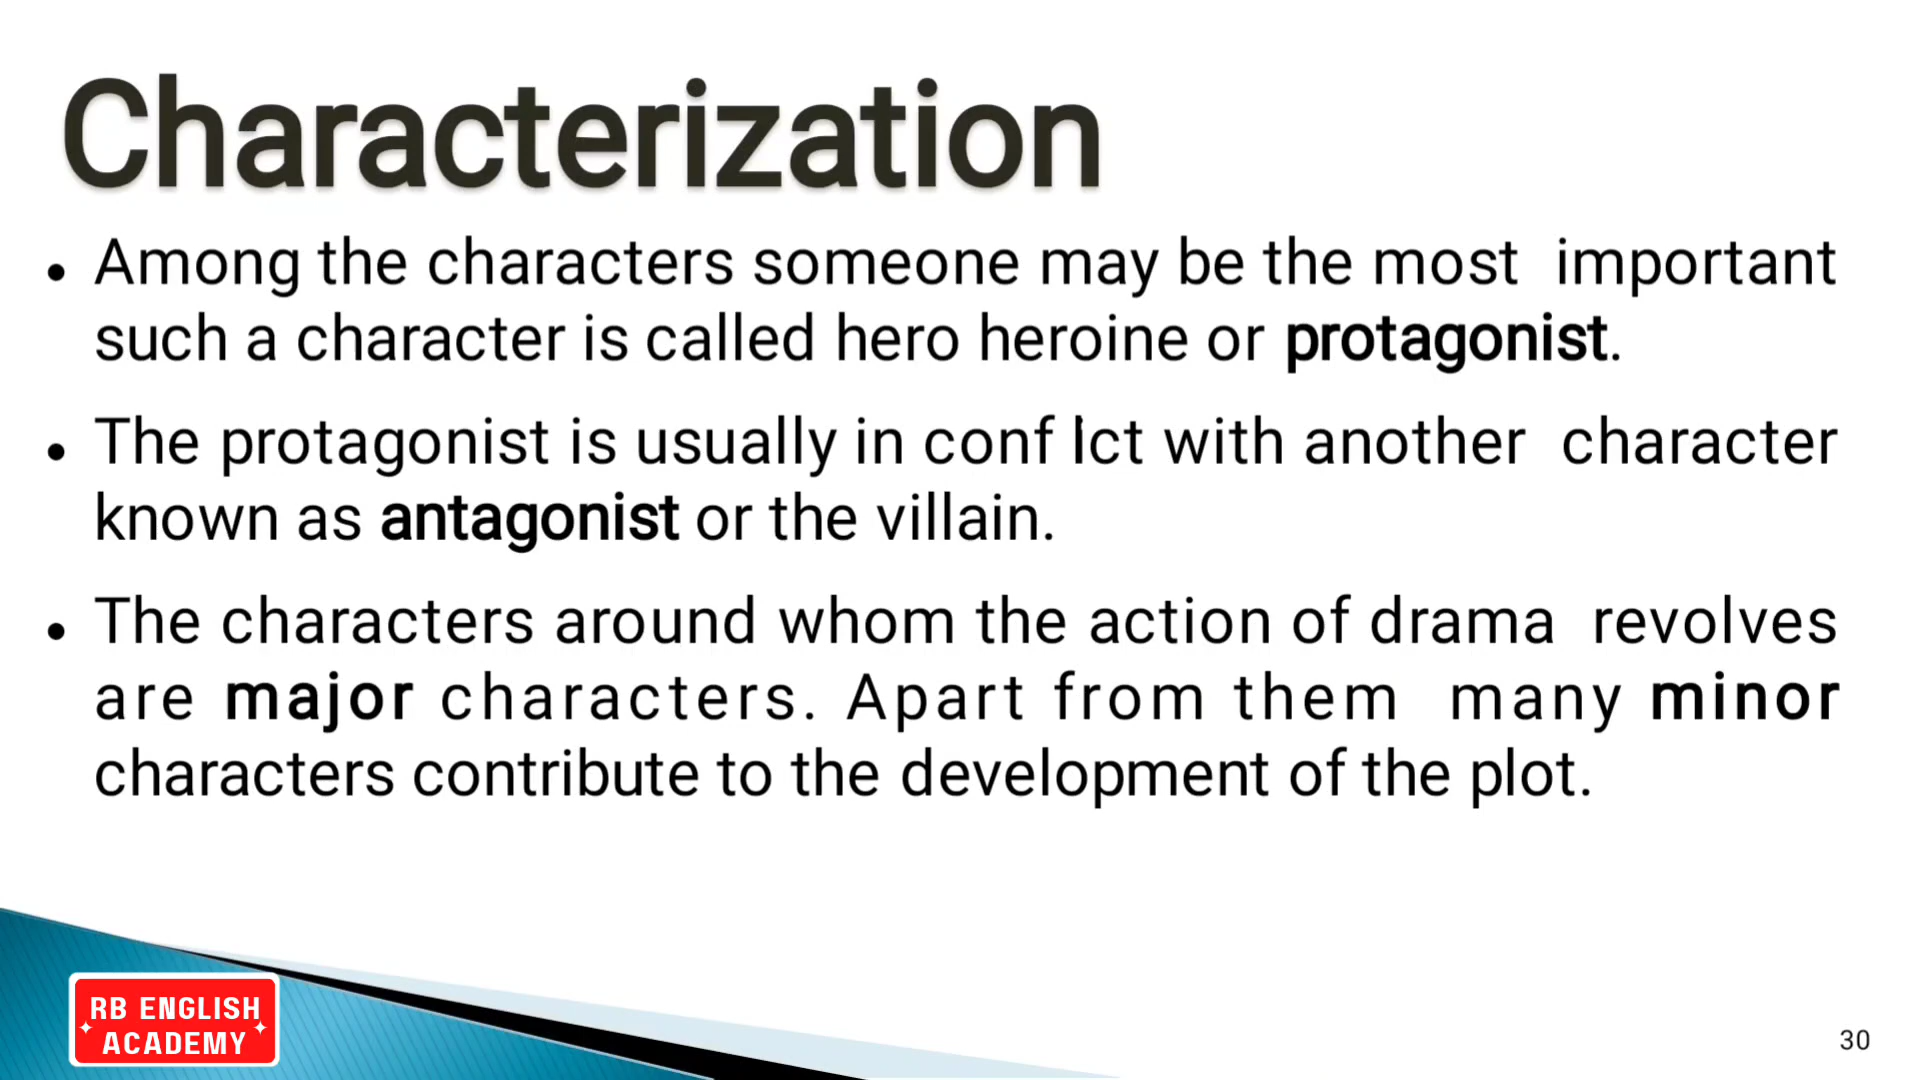 Characterization
• Among the characters someone may be the most important
such a character is called hero heroine or protagonist.
• The protagonist is usually in conf lct with another character
known as antagonist or the villain.
• The characters around whom the action of drama revolves
are major characters. Apart from them many minor
characters contribute to the development of the plot.
RB ENGLISH
ACADEMY
30